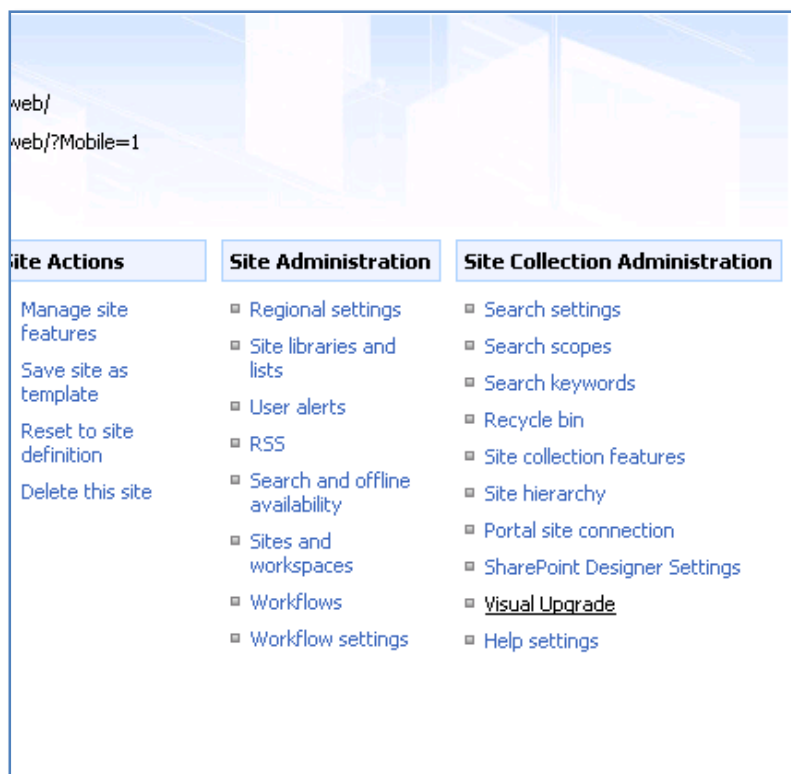 web/
web/?Mobile=1
Site Actions
Manage site
features
Save site as
template
Reset to site
definition
Delete this site
Site Administration
Regional settings
Site libraries and
lists
User alerts
RSS
Search and offline
availability
Sites and
workspaces
Workflows
Workflow settings
Site Collection Administration
Search settings
Search scopes
Search keywords
Recycle bin
Site collection features
Site hierarchy
Portal site connection
SharePoint Designer Settings
Visual Upgrade
Help settings